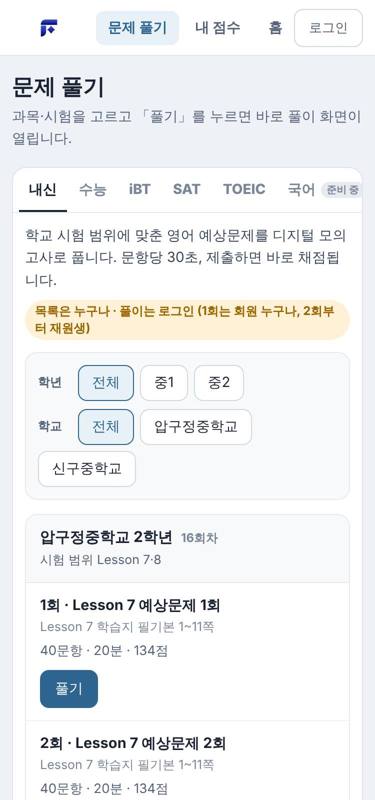 문제 풀기 내 점수 홈 로그인
문제 풀기
과목·시험을 고르고 「풀기」를 누르면 바로 풀이 화면이
열립니다.
내신 수능 iBT SAT TOEIC 국어 준비 중
학교 시험 범위에 맞춘 영어 예상문제를 디지털 모의
고사로 풉니다. 문항당 30초, 제출하면 바로 채점됩
니다.
목록은 누구나 · 풀이는 로그인 (1회는 회원 누구나, 2회부
터 재원생)
학년 전체 중1 중2
학교 전체 압구정중학교
신구중학교
압구정중학교 2학년 16회차
시험 범위 Lesson 7·8
1회 · Lesson 7 예상문제 1회
Lesson 7 학습지 필기본 1~11쪽
40문항 · 20분 · 134점
풀기
2회 · Lesson 7 예상문제 2회
Lesson 7 학습지 필기본 1~11쪽
40문항 · 20분 · 134점